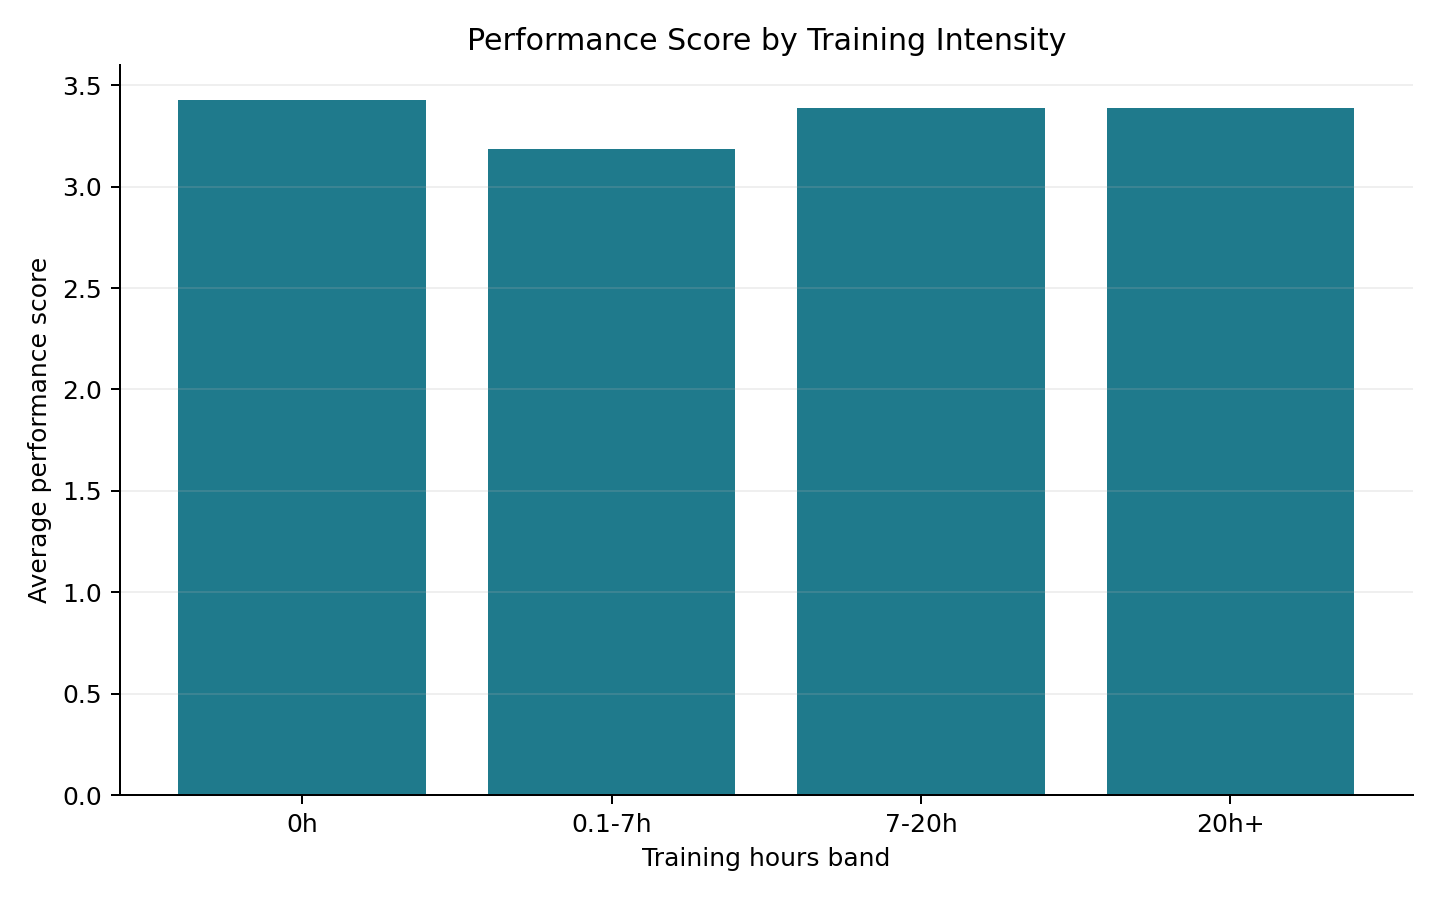 Performance Score by Training Intensity
3.5
3.0
2.5
2.0
1.5
1.0
0.5
0.0
Average performance score
0h
0.1-7h
7-20h
20h+
Training hours band